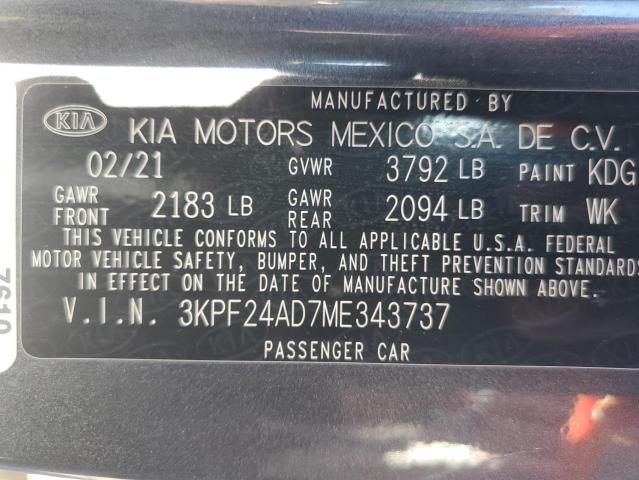 MANUFACTURED BY
KIA KIA MOTORS MEXICO S.A. DE C.V.
02/21 GVWR 3792 LB PAINT KDG
GAWR FRONT 2183 LB GAWR REAR 2094 LB TRIM WK
THIS VEHICLE CONFORMS TO ALL APPLICABLE U.S.A. FEDERAL
MOTOR VEHICLE SAFETY, BUMPER, AND THEFT PREVENTION STANDARDS
IN EFFECT ON THE DATE OF MANUFACTURE SHOWN ABOVE.
V.I.N. 3KPF24AD7ME343737
PASSENGER CAR